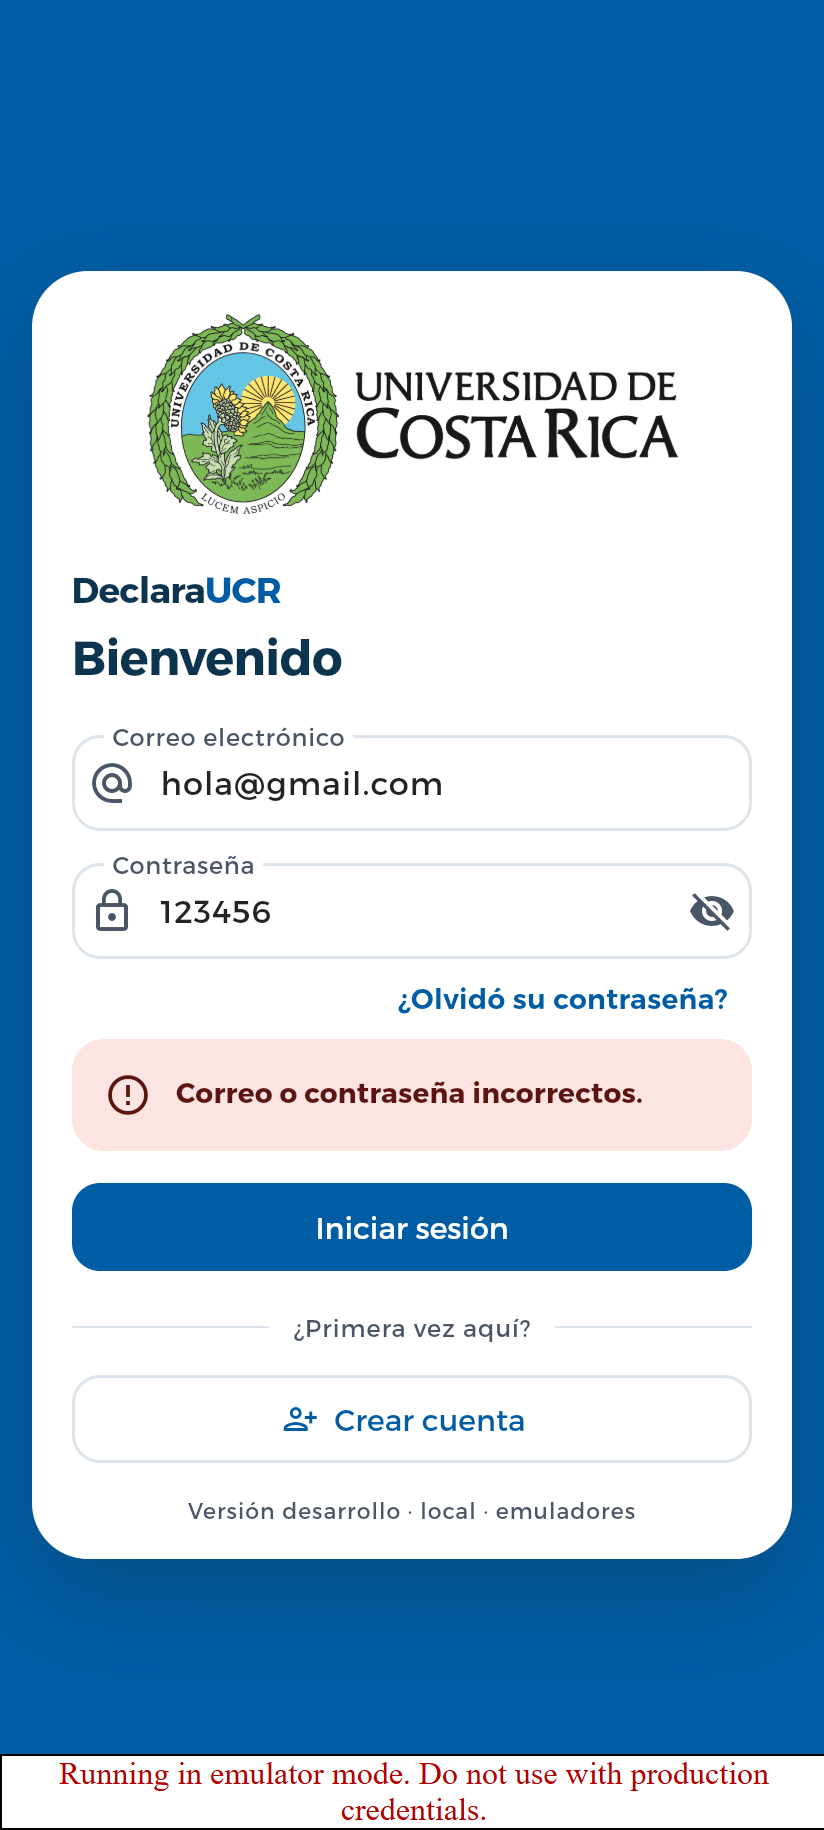 UNIVERSIDAD DE COSTA RICA
LUCEM ASPICIO
UNIVERSIDAD DE
COSTA RICA
DeclaraUCR
Bienvenido
Correo electrónico
hola@gmail.com
Contraseña
123456
¿Olvidó su contraseña?
Correo o contraseña incorrectos.
Iniciar sesión
¿Primera vez aquí?
Crear cuenta
Versión desarrollo · local · emuladores
Running in emulator mode. Do not use with production
credentials.